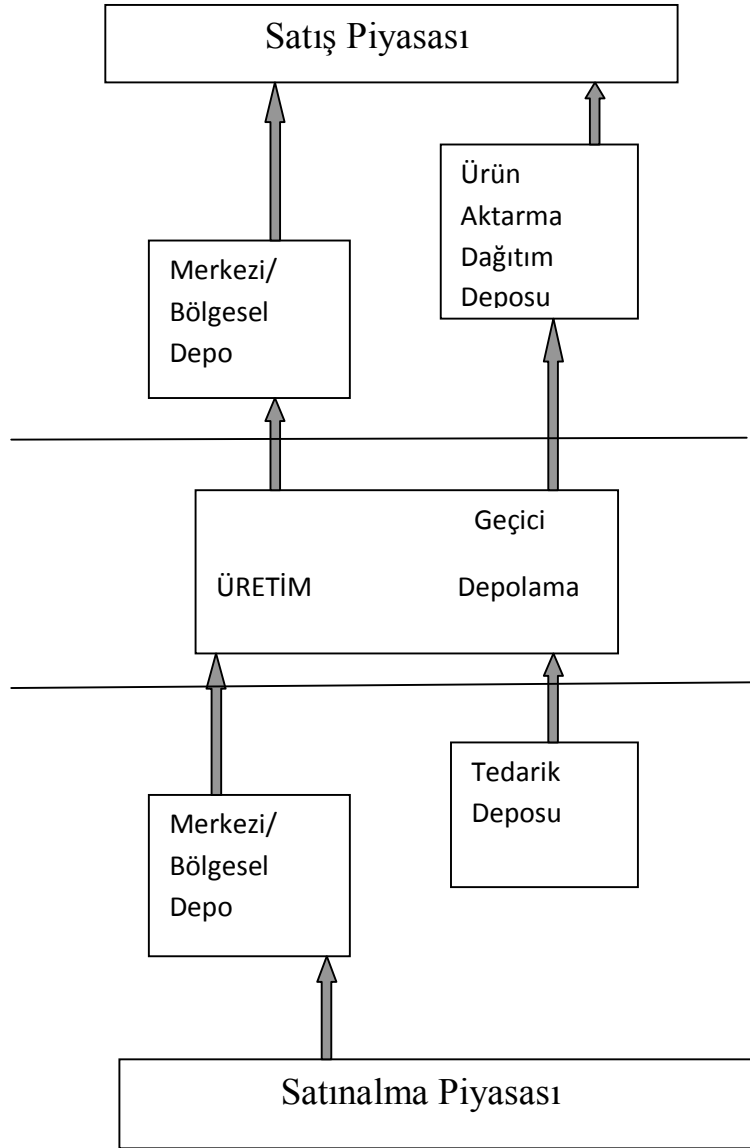 Satış Piyasası
Ürün
Aktarma
Dağıtım
Deposu
Merkezi/
Bölgesel
Depo
Geçici
ÜRETİM Depolama
Tedarik
Deposu
Merkezi/
Bölgesel
Depo
Satınalma Piyasası